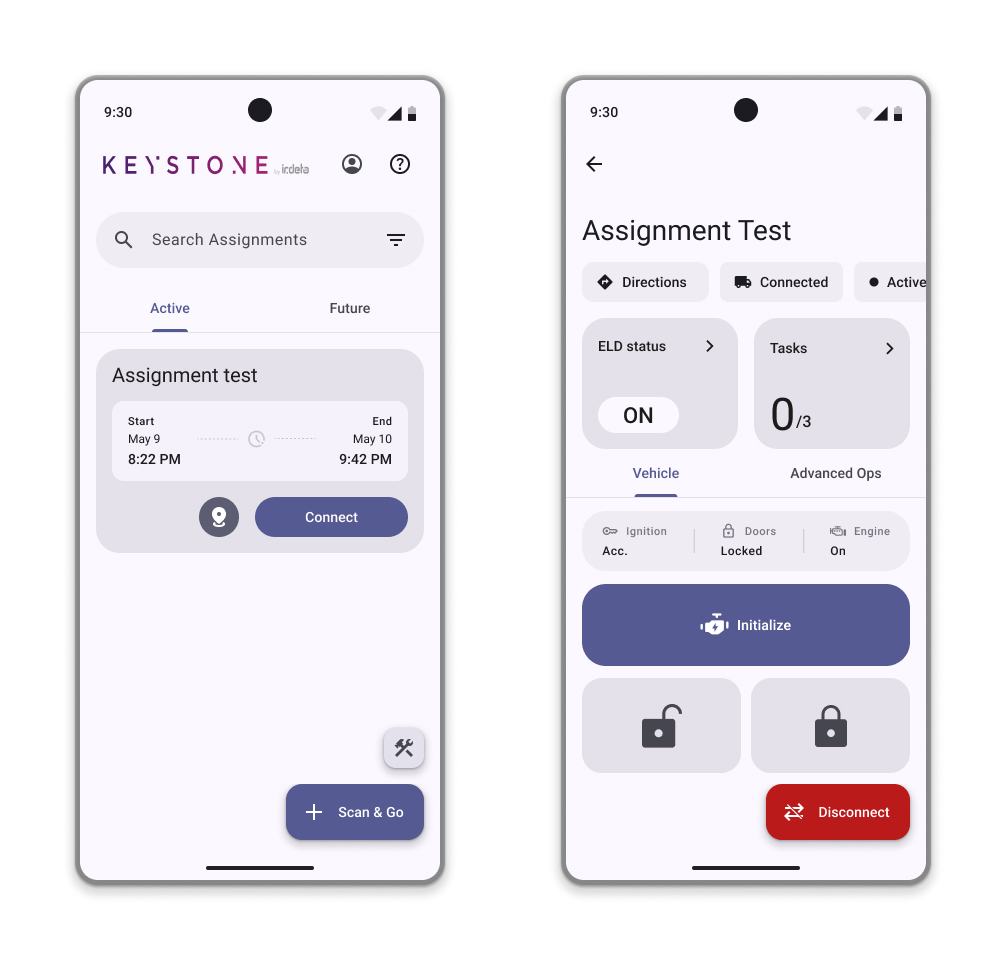 9:30
KEYSTONE by irdeta
Search Assignments
Active Future
Assignment test
Start End
May 9 May 10
8:22 PM 9:42 PM
Connect
Scan & Go
9:30
Assignment Test
Directions Connected Active
ELD status Tasks
ON 0/3
Vehicle Advanced Ops
Ignition Doors Engine
Acc. Locked On
Initialize
Disconnect